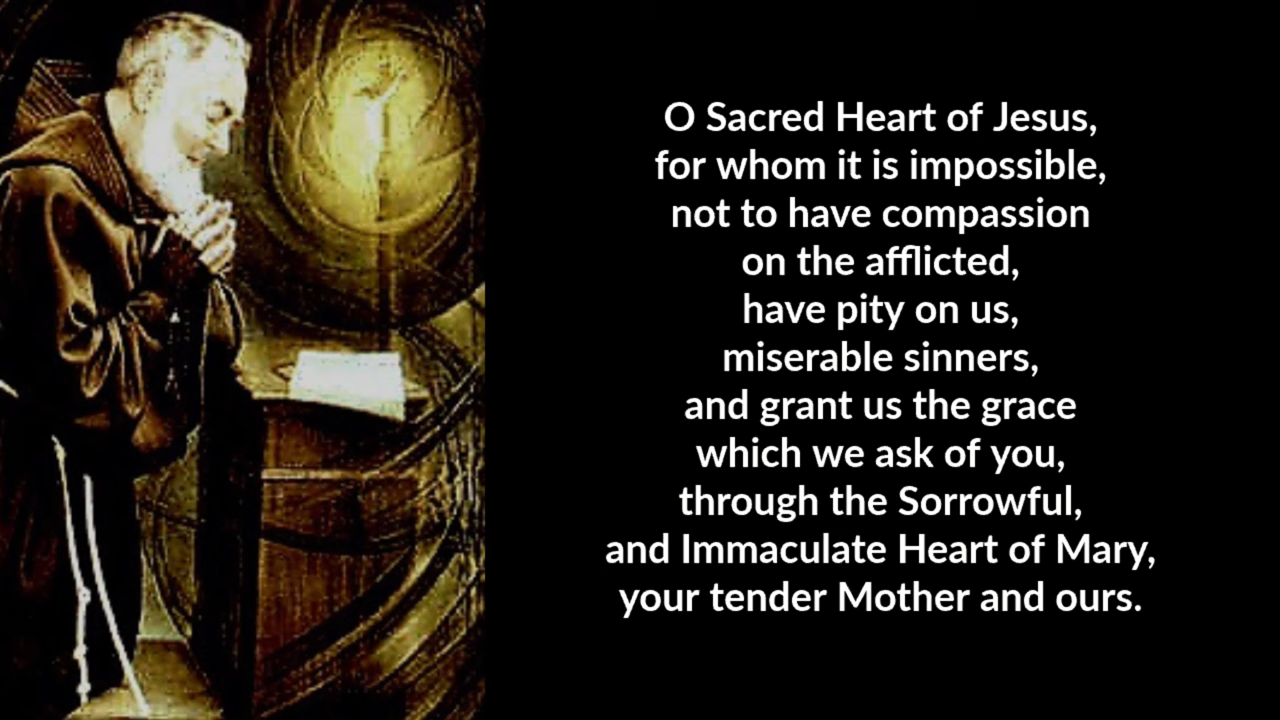 O Sacred Heart of Jesus,
for whom it is impossible,
not to have compassion
on the afflicted,
have pity on us,
miserable sinners,
and grant us the grace
which we ask of you,
through the Sorrowful,
and Immaculate Heart of Mary,
your tender Mother and ours.